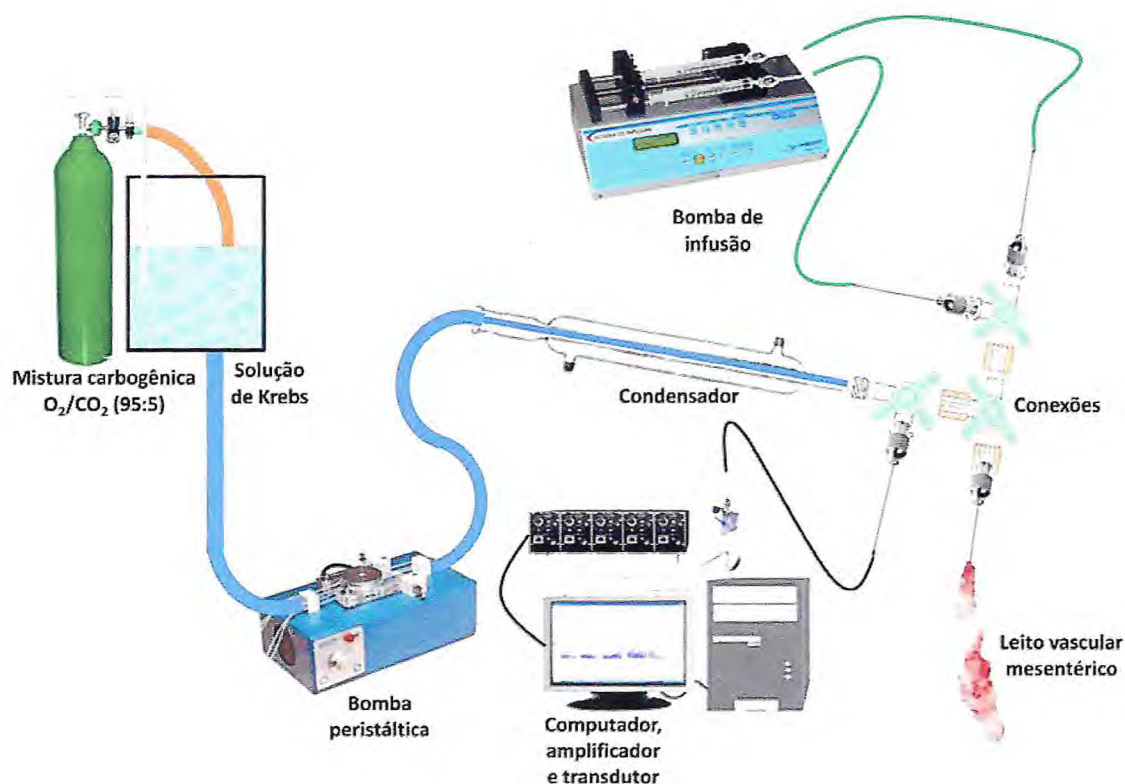 Bomba de
infusão
Mistura carbogênica
O₂/CO₂ (95:5)
Solução
de Krebs
Condensador
Conexões
Leito vascular
mesentérico
Bomba
peristáltica
Computador,
amplificador
e transdutor